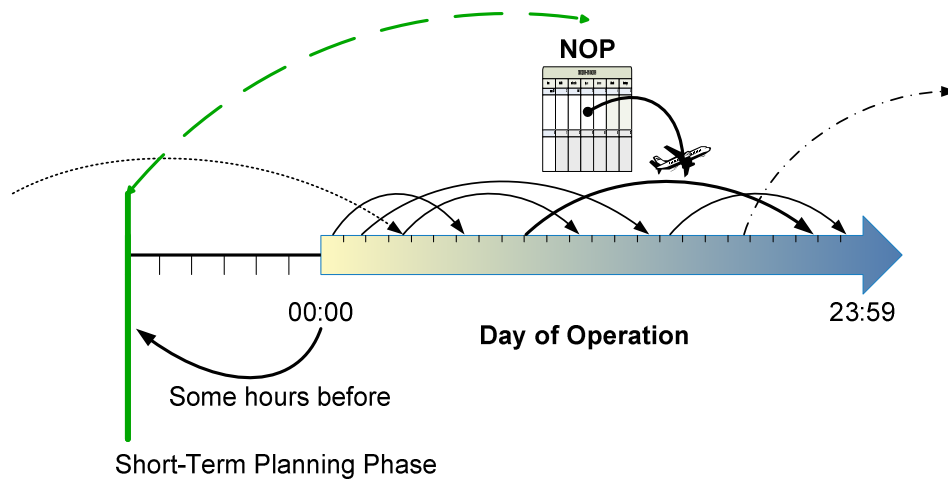 NOP
00:00
23:59
Day of Operation
Some hours before
Short-Term Planning Phase